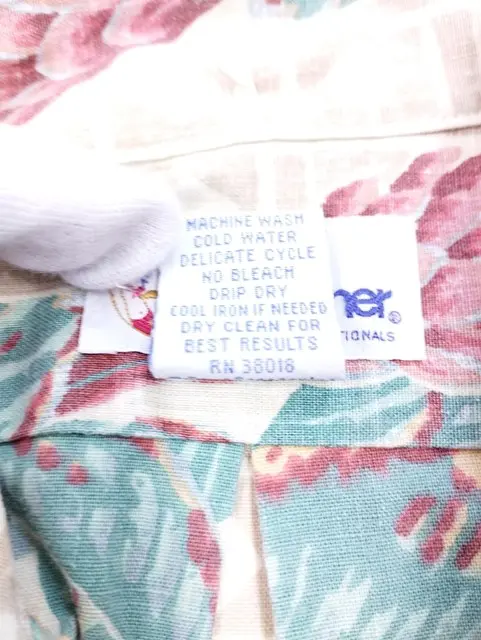 MACHINE WASH
COLD WATER
DELICATE CYCLE
NO BLEACH
DRIP DRY
COOL IRON IF NEEDED
DRY CLEAN FOR
BEST RESULTS
RN 38018
ner®
TIONALS